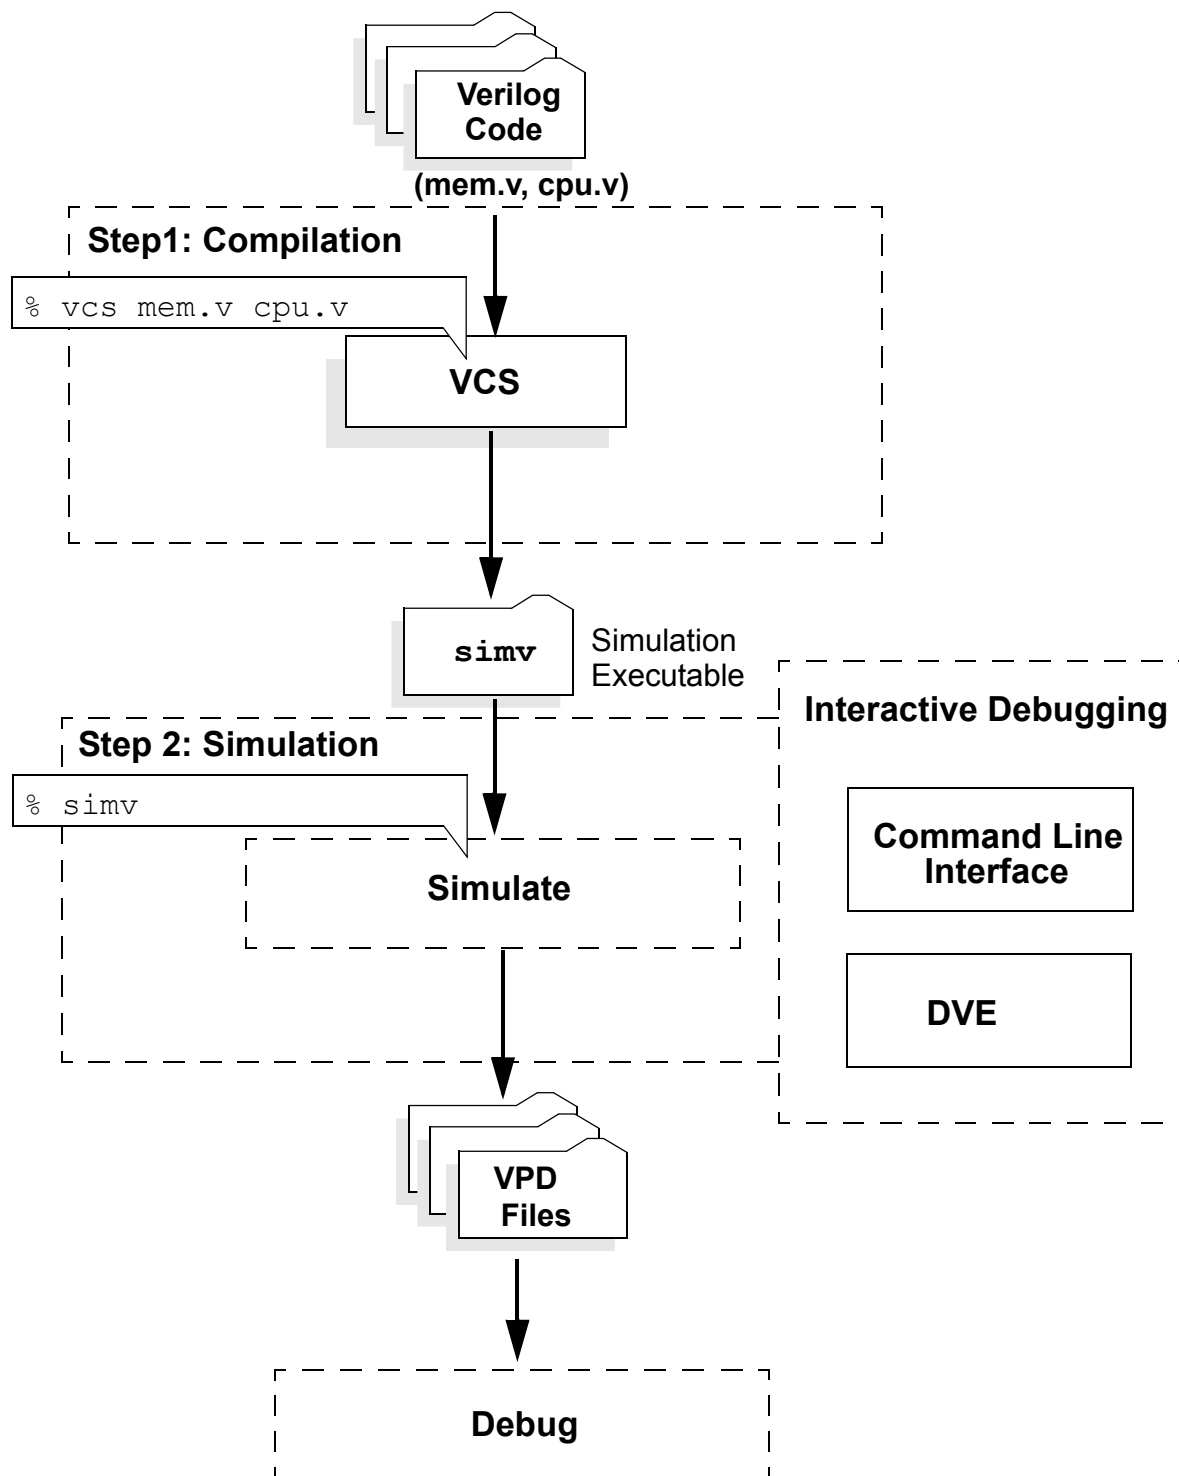 Verilog
Code
(mem.v, cpu.v)
Step1: Compilation
% vcs mem.v cpu.v
VCS
simv
Simulation
Executable
Interactive Debugging
Step 2: Simulation
% simv
Command Line
Interface
Simulate
DVE
VPD
Files
Debug